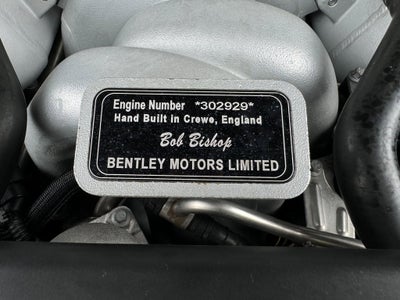 Engine Number *302929*
Hand Built in Crewe, England
Bob Bishop
BENTLEY MOTORS LIMITED